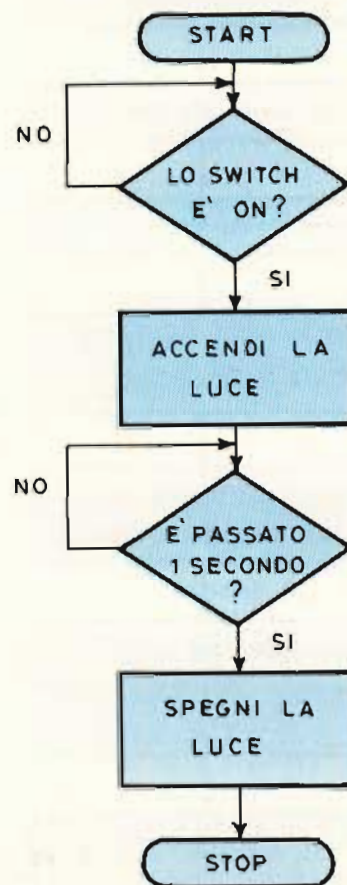 START
NO
LO SWITCH
E' ON?
SI
ACCENDI LA
LUCE
NO
E' PASSATO
1 SECONDO
?
SI
SPEGNI LA
LUCE
STOP